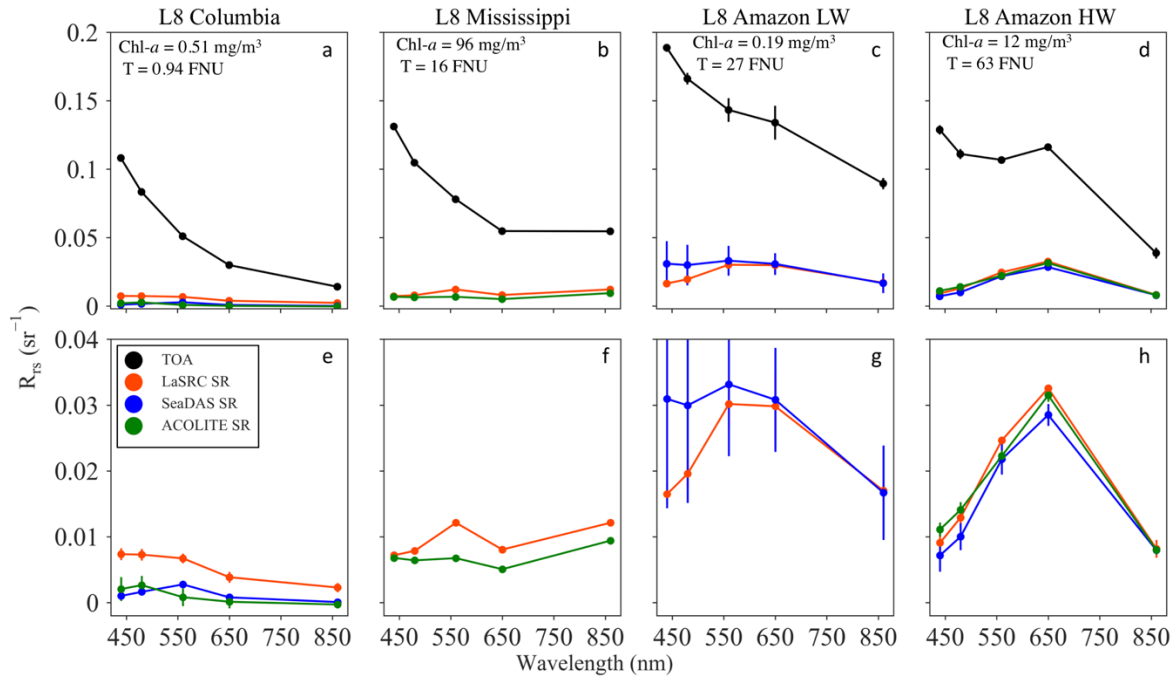 L8 Columbia
L8 Mississippi
L8 Amazon LW
L8 Amazon HW
Chl-a = 0.51 mg/m³
T = 0.94 FNU
a
Chl-a = 96 mg/m³
T = 16 FNU
b
Chl-a = 0.19 mg/m³
T = 27 FNU
c
Chl-a = 12 mg/m³
T = 63 FNU
d
0.2
0.15
0.1
0.05
0
Rrs (sr⁻¹)
0.04
0.03
0.02
0.01
0
e
f
g
h
TOA
LaSRC SR
SeaDAS SR
ACOLITE SR
450 550 650 750 850
450 550 650 750 850
450 550 650 750 850
450 550 650 750 850
Wavelength (nm)